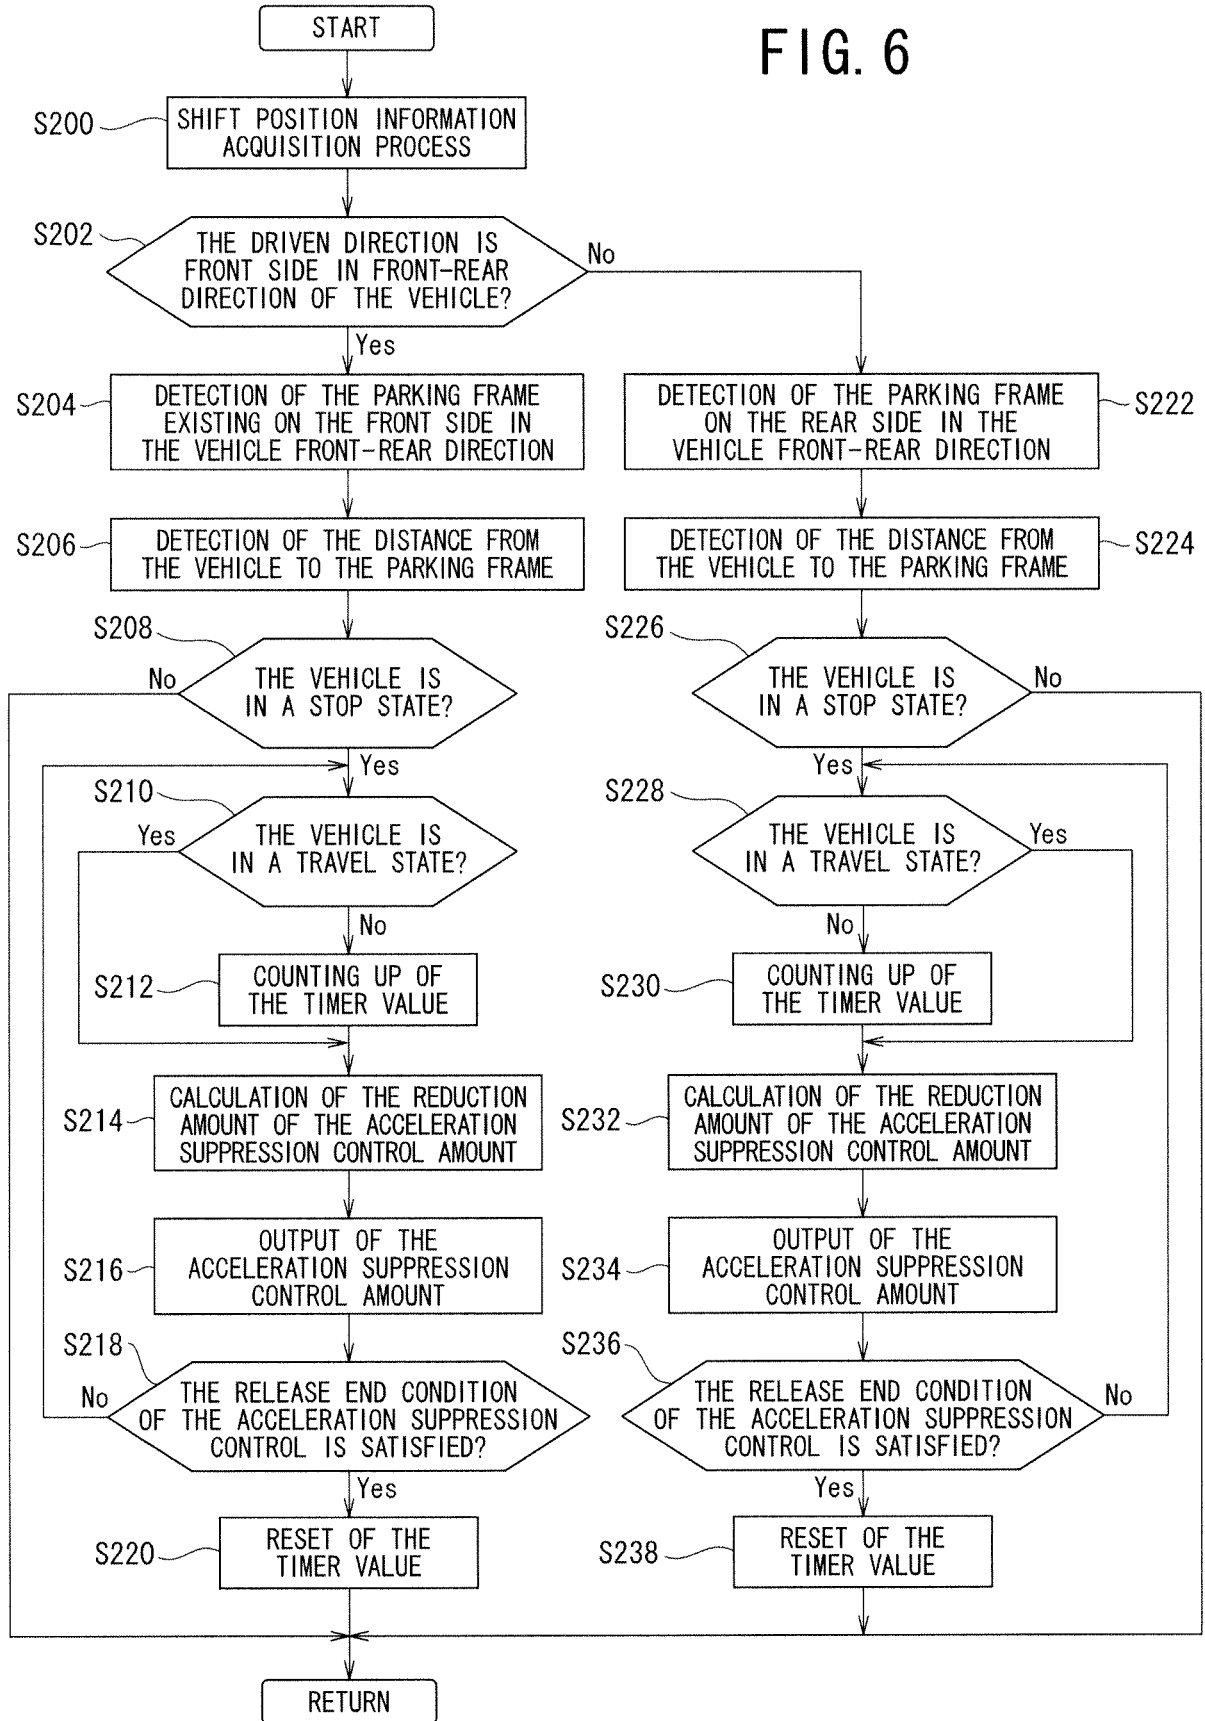 FIG. 6
START
S200
SHIFT POSITION INFORMATION
ACQUISITION PROCESS
S202
THE DRIVEN DIRECTION IS
FRONT SIDE IN FRONT-REAR
DIRECTION OF THE VEHICLE?
No
Yes
S204
DETECTION OF THE PARKING FRAME
EXISTING ON THE FRONT SIDE IN
THE VEHICLE FRONT-REAR DIRECTION
S206
DETECTION OF THE DISTANCE FROM
THE VEHICLE TO THE PARKING FRAME
S208
No
THE VEHICLE IS
IN A STOP STATE?
Yes
S210
Yes
THE VEHICLE IS
IN A TRAVEL STATE?
No
S212
COUNTING UP OF
THE TIMER VALUE
S214
CALCULATION OF THE REDUCTION
AMOUNT OF THE ACCELERATION
SUPPRESSION CONTROL AMOUNT
S216
OUTPUT OF THE
ACCELERATION SUPPRESSION
CONTROL AMOUNT
S218
No
THE RELEASE END CONDITION
OF THE ACCELERATION SUPPRESSION
CONTROL IS SATISFIED?
Yes
S220
RESET OF THE
TIMER VALUE
DETECTION OF THE PARKING FRAME
ON THE REAR SIDE IN THE
VEHICLE FRONT-REAR DIRECTION
S222
DETECTION OF THE DISTANCE FROM
THE VEHICLE TO THE PARKING FRAME
S224
S226
THE VEHICLE IS
IN A STOP STATE?
No
Yes
S228
THE VEHICLE IS
IN A TRAVEL STATE?
Yes
No
S230
COUNTING UP OF
THE TIMER VALUE
S232
CALCULATION OF THE REDUCTION
AMOUNT OF THE ACCELERATION
SUPPRESSION CONTROL AMOUNT
S234
OUTPUT OF THE
ACCELERATION SUPPRESSION
CONTROL AMOUNT
S236
THE RELEASE END CONDITION
OF THE ACCELERATION SUPPRESSION
CONTROL IS SATISFIED?
No
Yes
S238
RESET OF THE
TIMER VALUE
RETURN